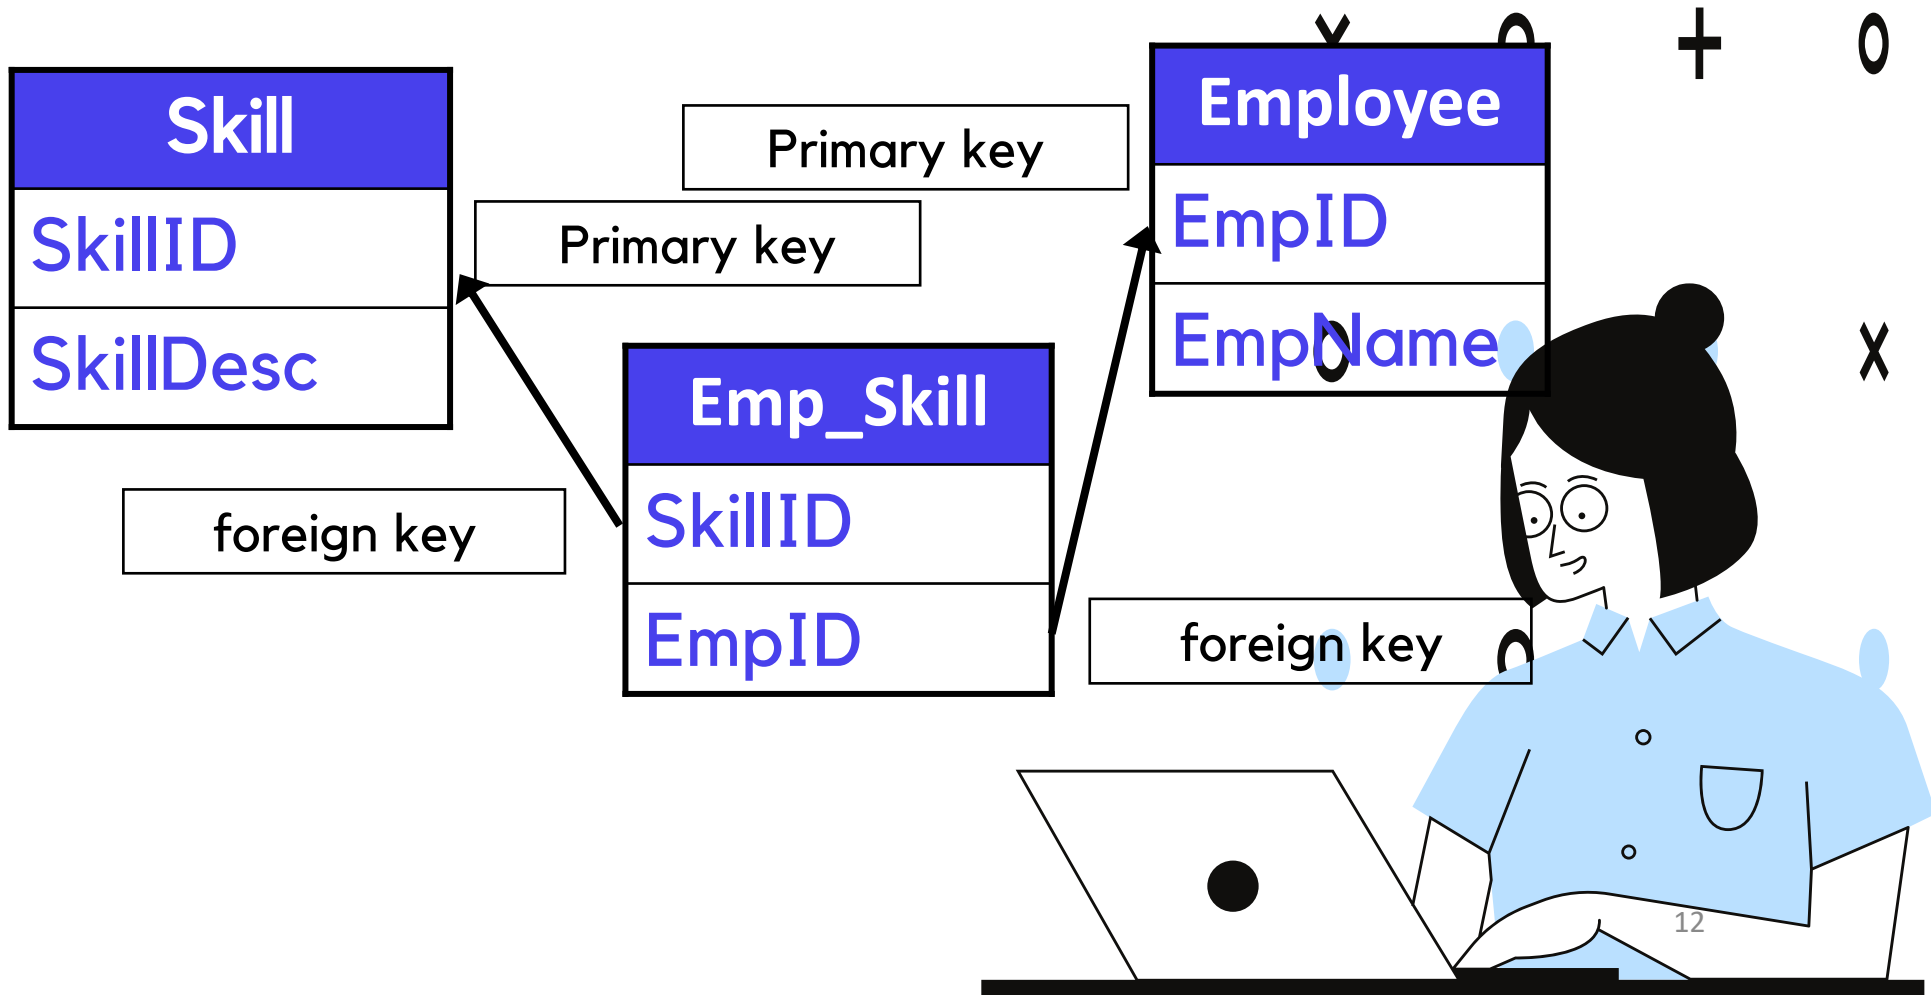 Skill
SkillID
SkillDesc
Primary key
Primary key
Employee
EmpID
EmpName
Emp_Skill
SkillID
EmpID
foreign key
foreign key
12